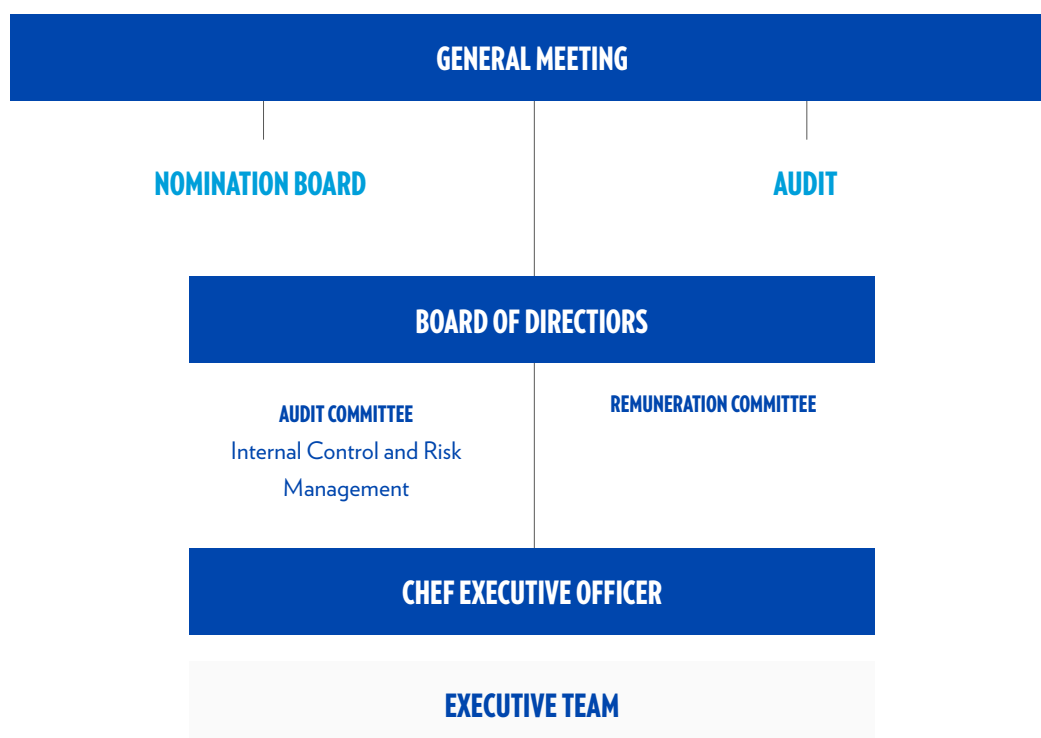 GENERAL MEETING
NOMINATION BOARD
AUDIT
BOARD OF DIRECTIORS
AUDIT COMMITTEE
Internal Control and Risk
Management
REMUNERATION COMMITTEE
CHEF EXECUTIVE OFFICER
EXECUTIVE TEAM